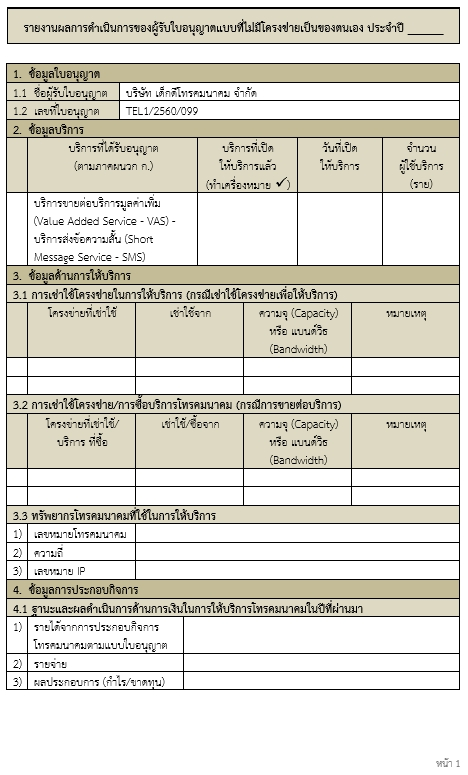 รายงานผลการดำเนินการของผู้รับใบอนุญาตแบบที่ไม่มีโครงข่ายเป็นของตนเอง ประจำปี ______
1. ข้อมูลใบอนุญาต
1.1 ชื่อผู้รับใบอนุญาต บริษัท เด็กดีโทรคมนาคม จำกัด
1.2 เลขที่ใบอนุญาต TEL1/2560/099
2. ข้อมูลบริการ
บริการที่ได้รับอนุญาต
(ตามภาคผนวก ก.)
บริการที่เปิด
ให้บริการแล้ว
(ทำเครื่องหมาย ✓)
วันที่เปิด
ให้บริการ
จำนวน
ผู้ใช้บริการ
(ราย)
บริการขายต่อบริการมูลค่าเพิ่ม
(Value Added Service - VAS) -
บริการส่งข้อความสั้น (Short
Message Service - SMS)
3. ข้อมูลด้านการให้บริการ
3.1 การเช่าใช้โครงข่ายในการให้บริการ (กรณีเช่าใช้โครงข่ายเพื่อให้บริการ)
โครงข่ายที่เช่าใช้
เช่าใช้จาก
ความจุ (Capacity)
หรือ แบนด์วิธ
(Bandwidth)
หมายเหตุ
3.2 การเช่าใช้โครงข่าย/การซื้อบริการโทรคมนาคม (กรณีการขายต่อบริการ)
โครงข่ายที่เช่าใช้/
บริการ ที่ซื้อ
เช่าใช้/ซื้อจาก
ความจุ (Capacity)
หรือ แบนด์วิธ
(Bandwidth)
หมายเหตุ
3.3 ทรัพยากรโทรคมนาคมที่ใช้ในการให้บริการ
1) เลขหมายโทรคมนาคม
2) ความถี่
3) เลขหมาย IP
4. ข้อมูลการประกอบกิจการ
4.1 ฐานะและผลดำเนินการด้านการเงินในการให้บริการโทรคมนาคมในปีที่ผ่านมา
1) รายได้จากการประกอบกิจการ
โทรคมนาคมตามแบบใบอนุญาต
2) รายจ่าย
3) ผลประกอบการ (กำไร/ขาดทุน)
หน้า 1